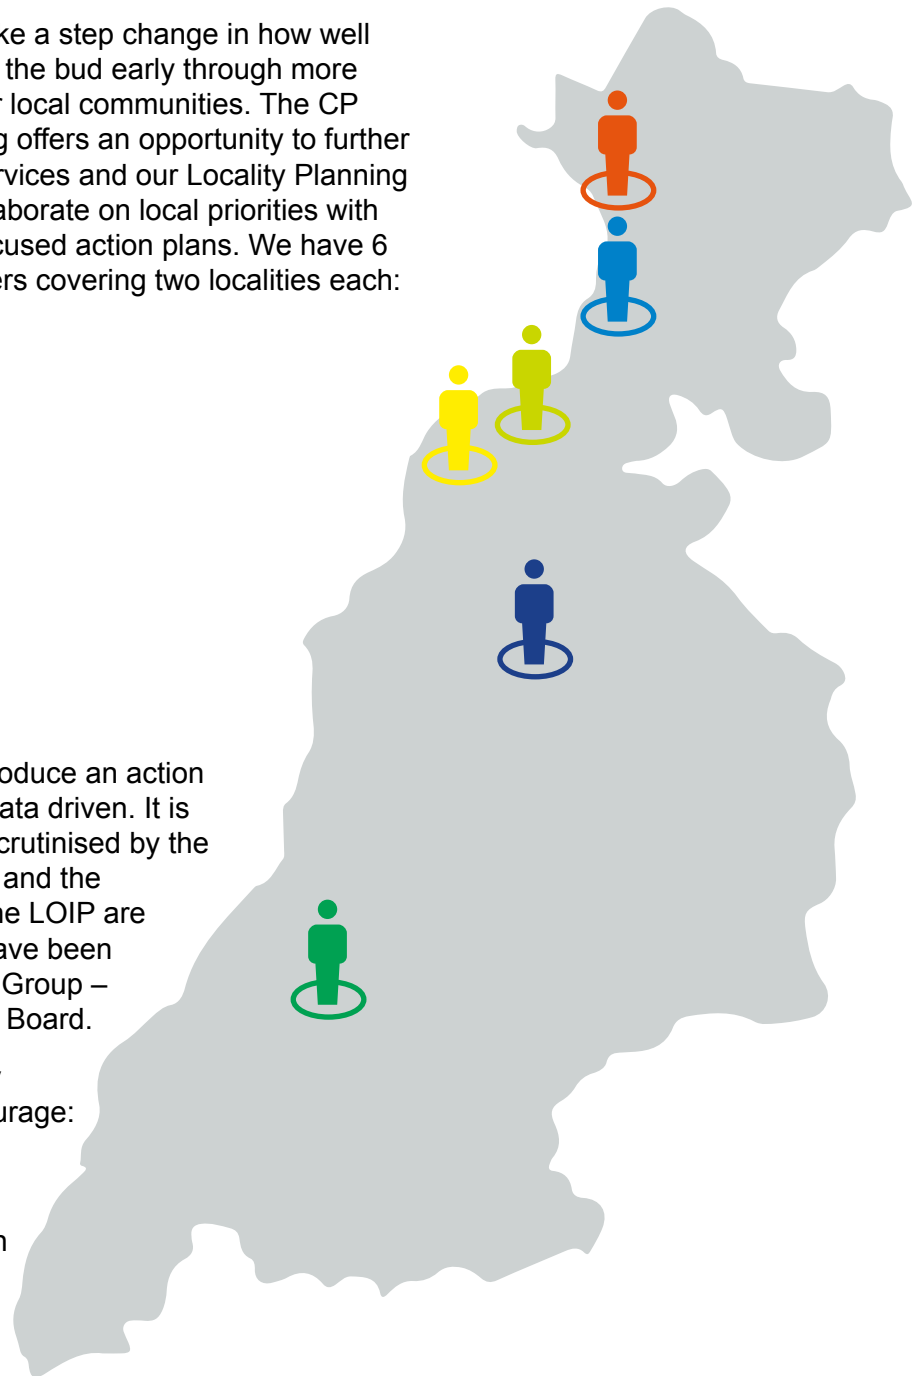 ke a step change in how well
the bud early through more
r local communities. The CP
g offers an opportunity to further
rvices and our Locality Planning
aborate on local priorities with
cused action plans. We have 6
ers covering two localities each:
oduce an action
ata driven. It is
crutinised by the
and the
ne LOIP are
ave been
Group –
Board.
urage:
n